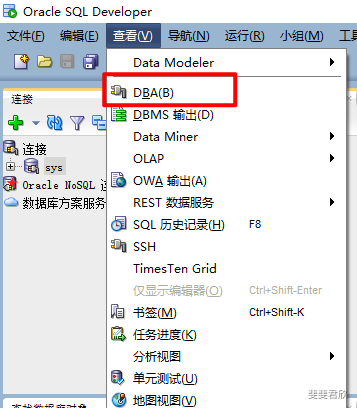 Oracle SQL Developer
文件(F) 编辑(E) 查看(V) 导航(N) 运行(R) 小组(M) 工具
Data Modeler
连接
DBA(B)
DBMS 输出(D)
Data Miner
连接
OLAP
sys
OWA 输出(A)
Oracle NoSQL
REST 数据服务
数据库方案服务
SQL 历史记录(H) F8
SSH
TimesTen Grid
仅显示编辑器(O) Ctrl+Shift-Enter
书签(M) Ctrl+Shift-K
任务进度(K)
分析视图
单元测试(U)
地图视图(V)
斐斐君欣